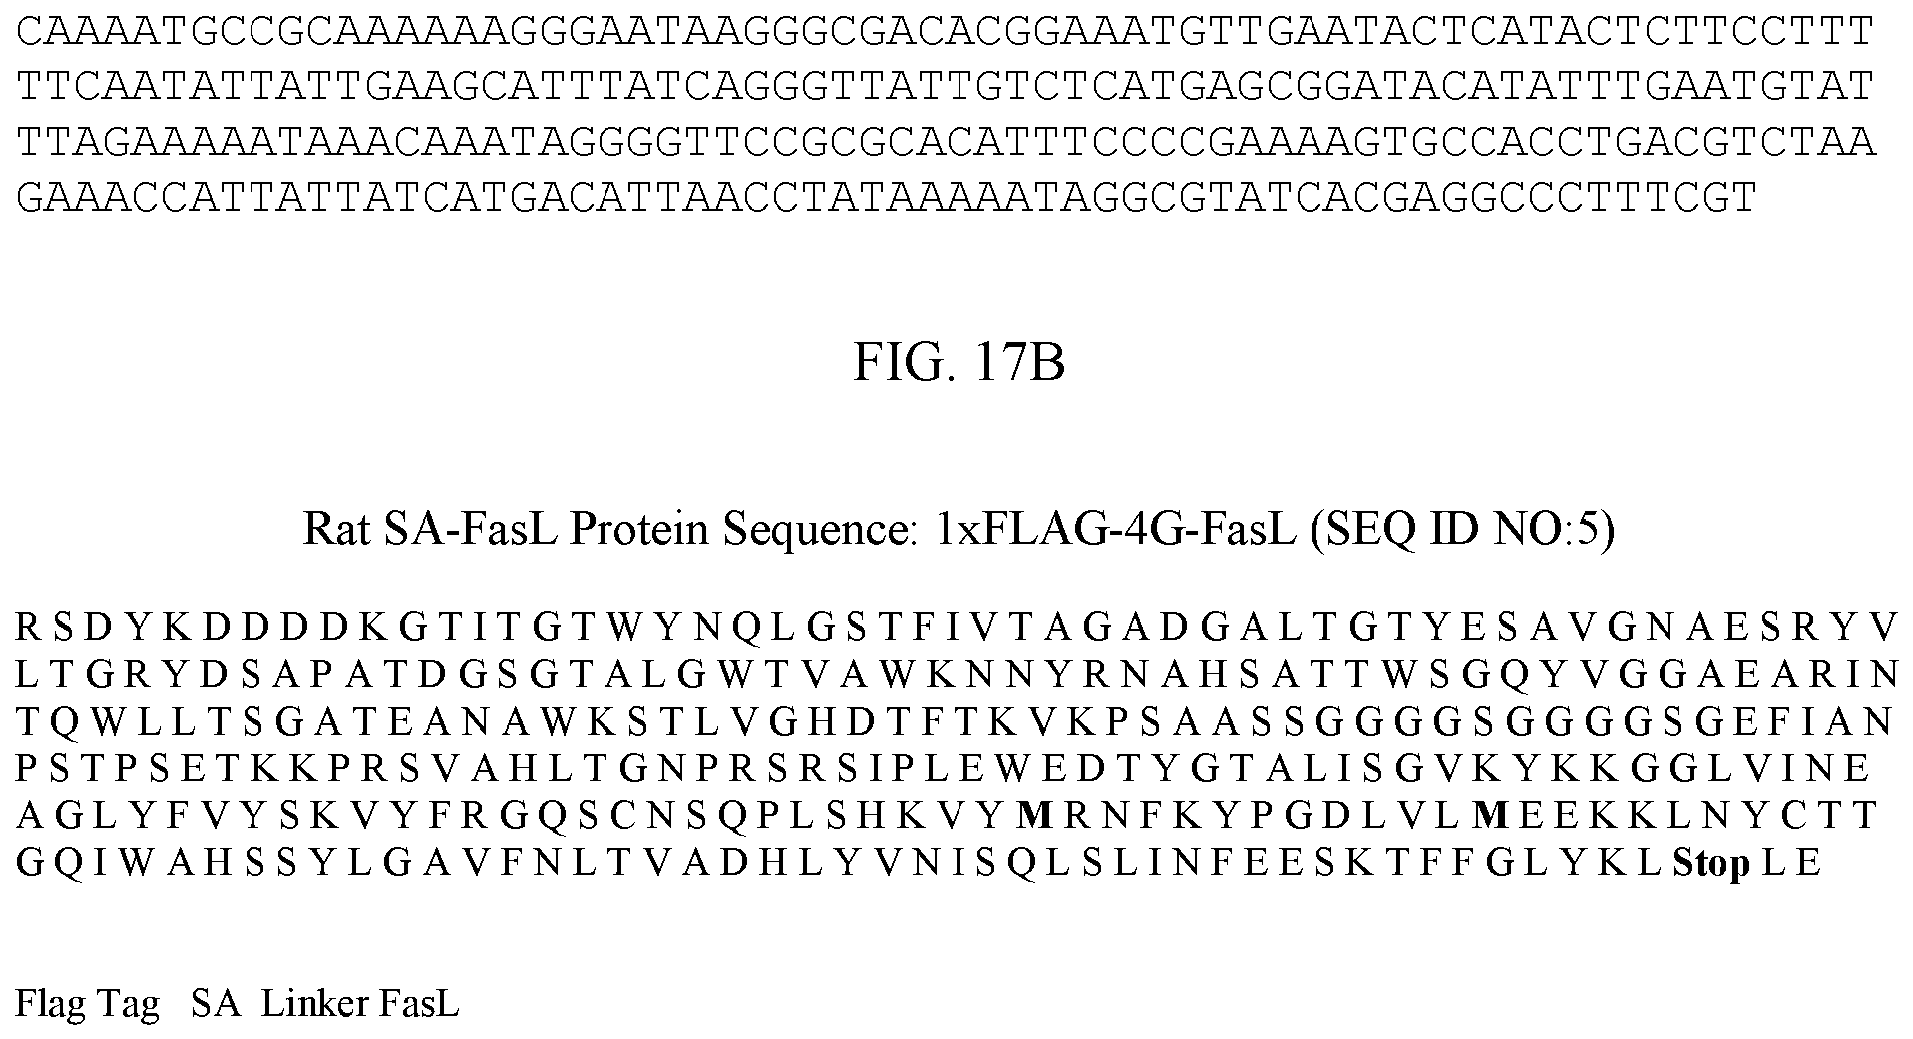 CAAAATGCCGCAAAAAAGGGAATAAGGGCGACACGGAAATGTTGAATACTCATACTCTTCCTTT
TTCAATATTATTGAAGCATTTATCAGGGTTATTGTCTCATGAGCGGATACATATTTGAATGTAT
TTAGAAAAATAAACAAATAGGGGTTCCGCGCACATTTCCCCGAAAAGTGCCACCTGACGTCTAA
GAAACCATTATTATCATGACATTAACCTATAAAAATAGGCGTATCACGAGGCCCTTTCGT
FIG. 17B
Rat SA-FasL Protein Sequence: 1xFLAG-4G-FasL (SEQ ID NO:5)
R S D Y K D D D D K G T I T G T W Y N Q L G S T F I V T A G A D G A L T G T Y E S A V G N A E S R Y V
L T G R Y D S A P A T D G S G T A L G W T V A W K N N Y R N A H S A T T W S G Q Y V G G A E A R I N
T Q W L L T S G A T E A N A W K S T L V G H D T F T K V K P S A A S S G G G G S G G G G S G E F I A N
P S T P S E T K K P R S V A H L T G N P R S R S I P L E W E D T Y G T A L I S G V K Y K K G G L V I N E
A G L Y F V Y S K V Y F R G Q S C N S Q P L S H K V Y M R N F K Y P G D L V L M E E K K L N Y C T T
G Q I W A H S S Y L G A V F N L T V A D H L Y V N I S Q L S L I N F E E S K T F F G L Y K L Stop L E
Flag Tag SA Linker FasL